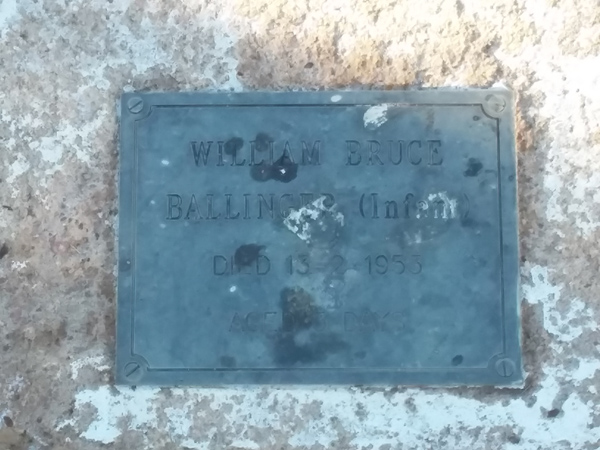 WILLIAM BRUCE
BALLINGER (Infant)
DIED 13-2-1953
AGED DAYS